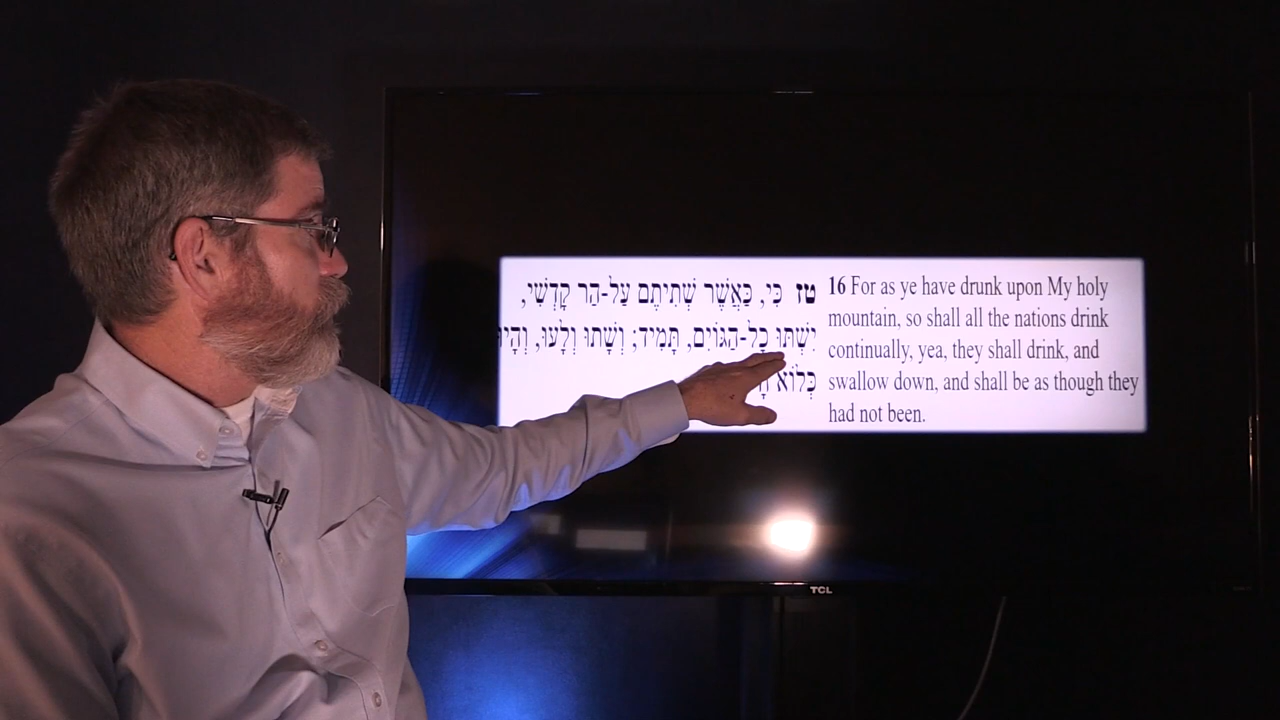 טז כִּי, כַּאֲשֶׁר שְׁתִיתֶם עַל-הַר קָדְשִׁי,
יִשְׁתּוּ כָל-הַגּוֹיִם, תָּמִיד; וְשָׁתוּ וְלָעוּ, וְהָיוּ
כְּלוֹא
16 For as ye have drunk upon My holy
mountain, so shall all the nations drink
continually, yea, they shall drink, and
swallow down, and shall be as though they
had not been.
TCL